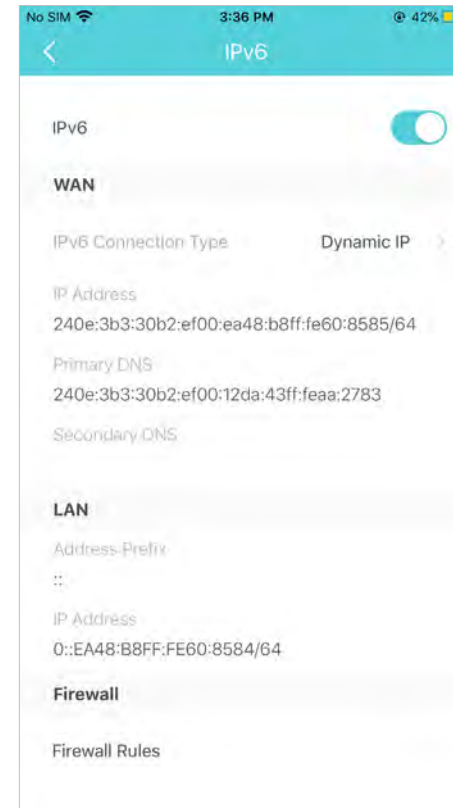 No SIM 3:36 PM 42%
IPv6
IPv6
WAN
IPv6 Connection Type Dynamic IP
IP Address
240e:3b3:30b2:ef00:ea48:b8ff:fe60:8585/64
Primary DNS
240e:3b3:30b2:ef00:12da:43ff:feaa:2783
Secondary DNS
LAN
Address Prefix
::
IP Address
0::EA48:B8FF:FE60:8584/64
Firewall
Firewall Rules